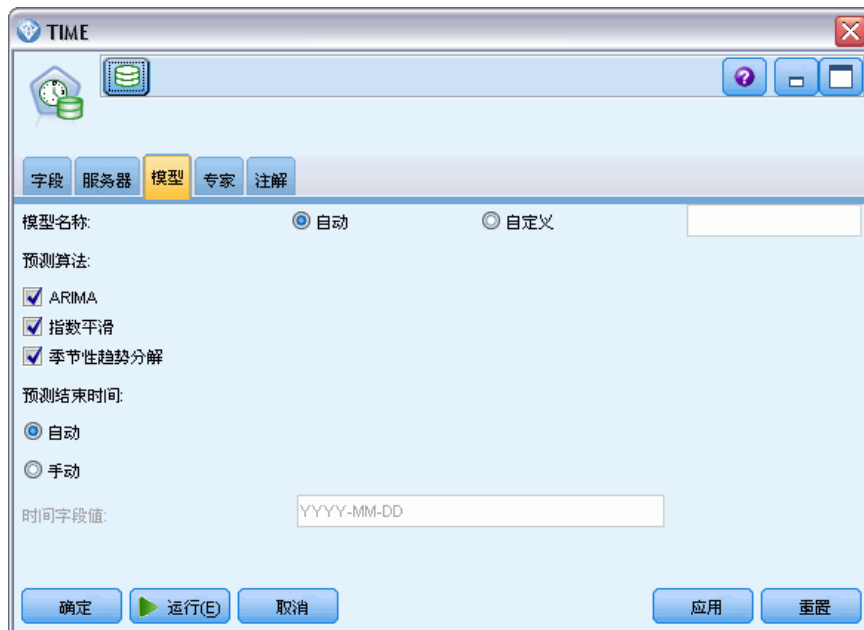 TIME
字段 服务器 模型 专家 注解
模型名称: 自动 自定义
预测算法:
ARIMA
指数平滑
季节性趋势分解
预测结束时间:
自动
手动
时间字段值: YYYY-MM-DD
确定 运行(E) 取消 应用 重置